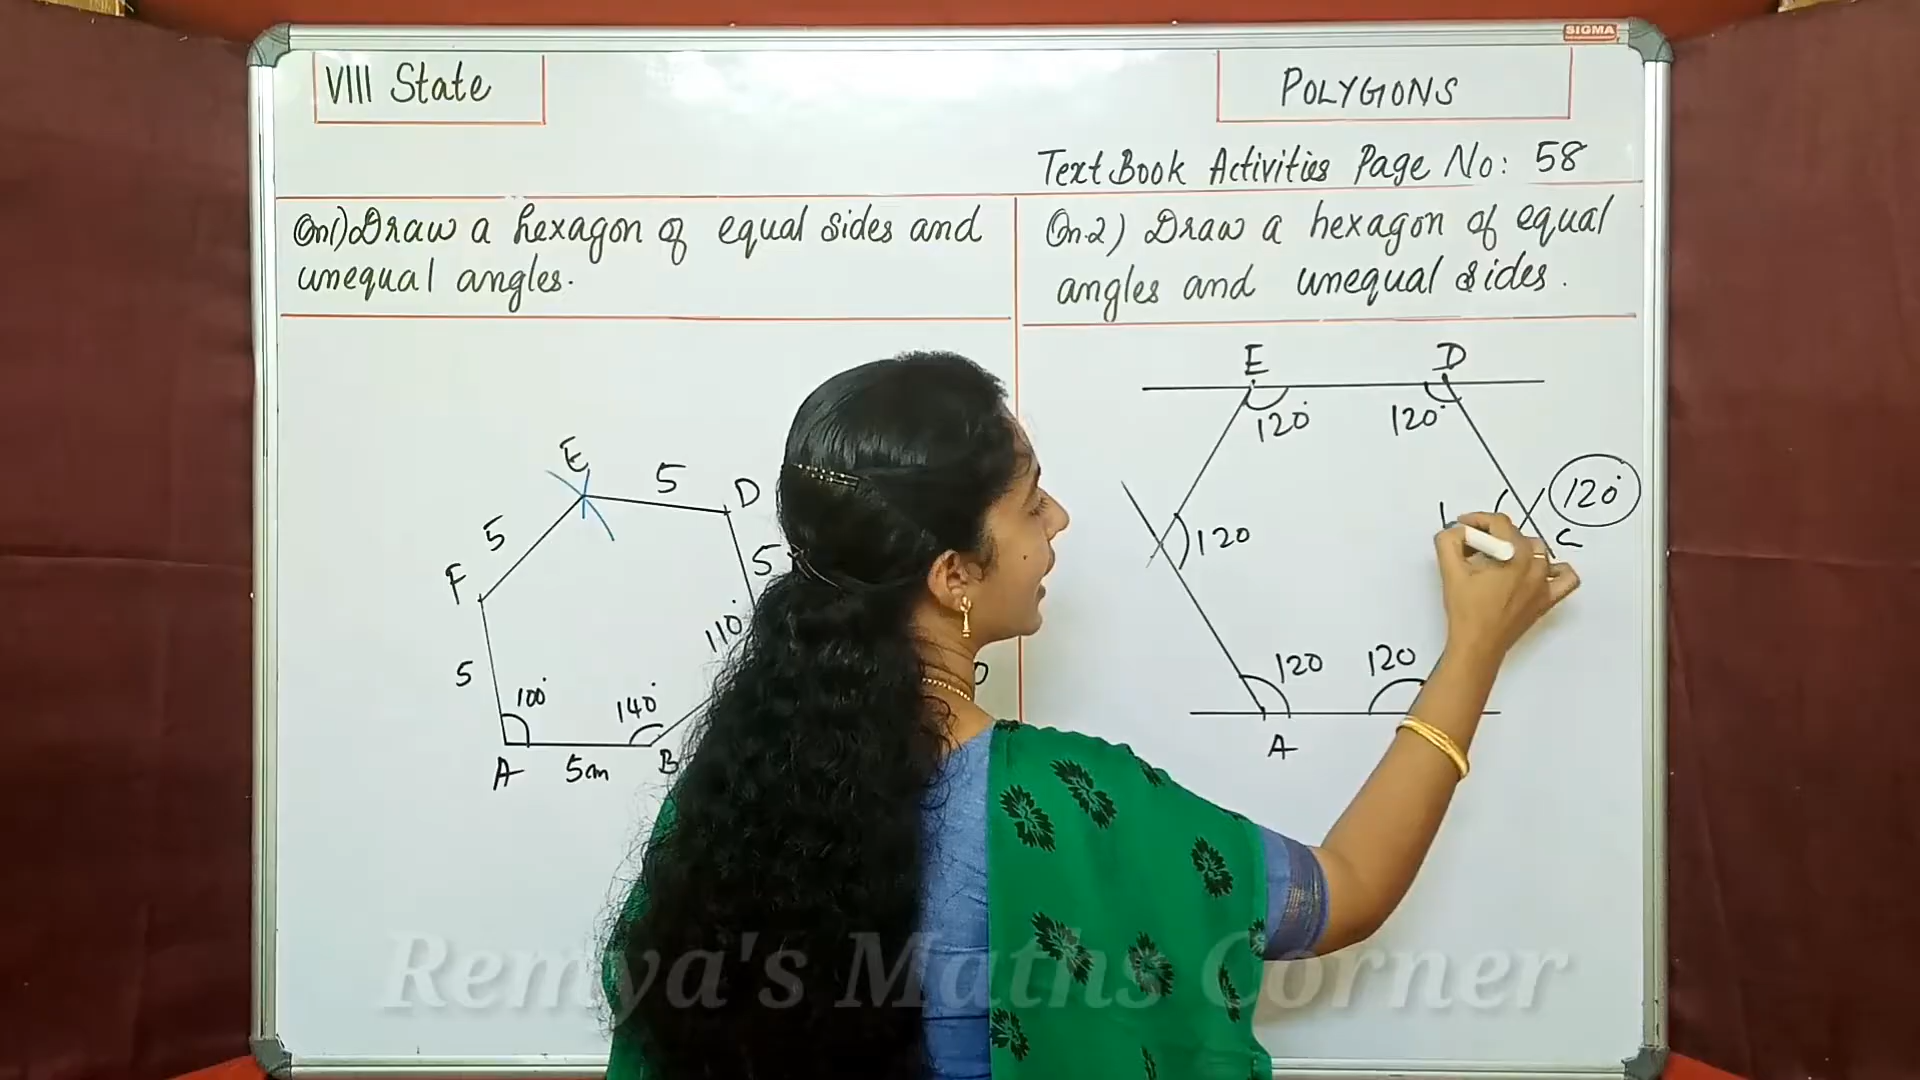 SIGMA
VIII State
POLYGONS
Text Book Activities Page No: 58
Qn1) Draw a hexagon of equal sides and
unequal angles.
Qn.2) Draw a hexagon of equal
angles and unequal sides.
E
5
D
5
5
F
110°
5
100°
140°
A
5cm
B
E
D
120°
120°
120°
120
C
120
120
A
Remya's Maths Corner